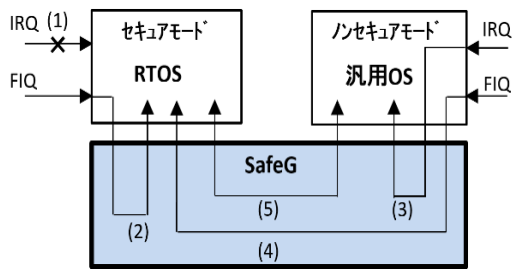 IRQ (1)
ｾｷｭｱﾓｰﾄﾞ
ﾉﾝｾｷｭｱﾓｰﾄﾞ
IRQ
RTOS
汎用OS
FIQ
FIQ
SafeG
(5)
(3)
(2)
(4)